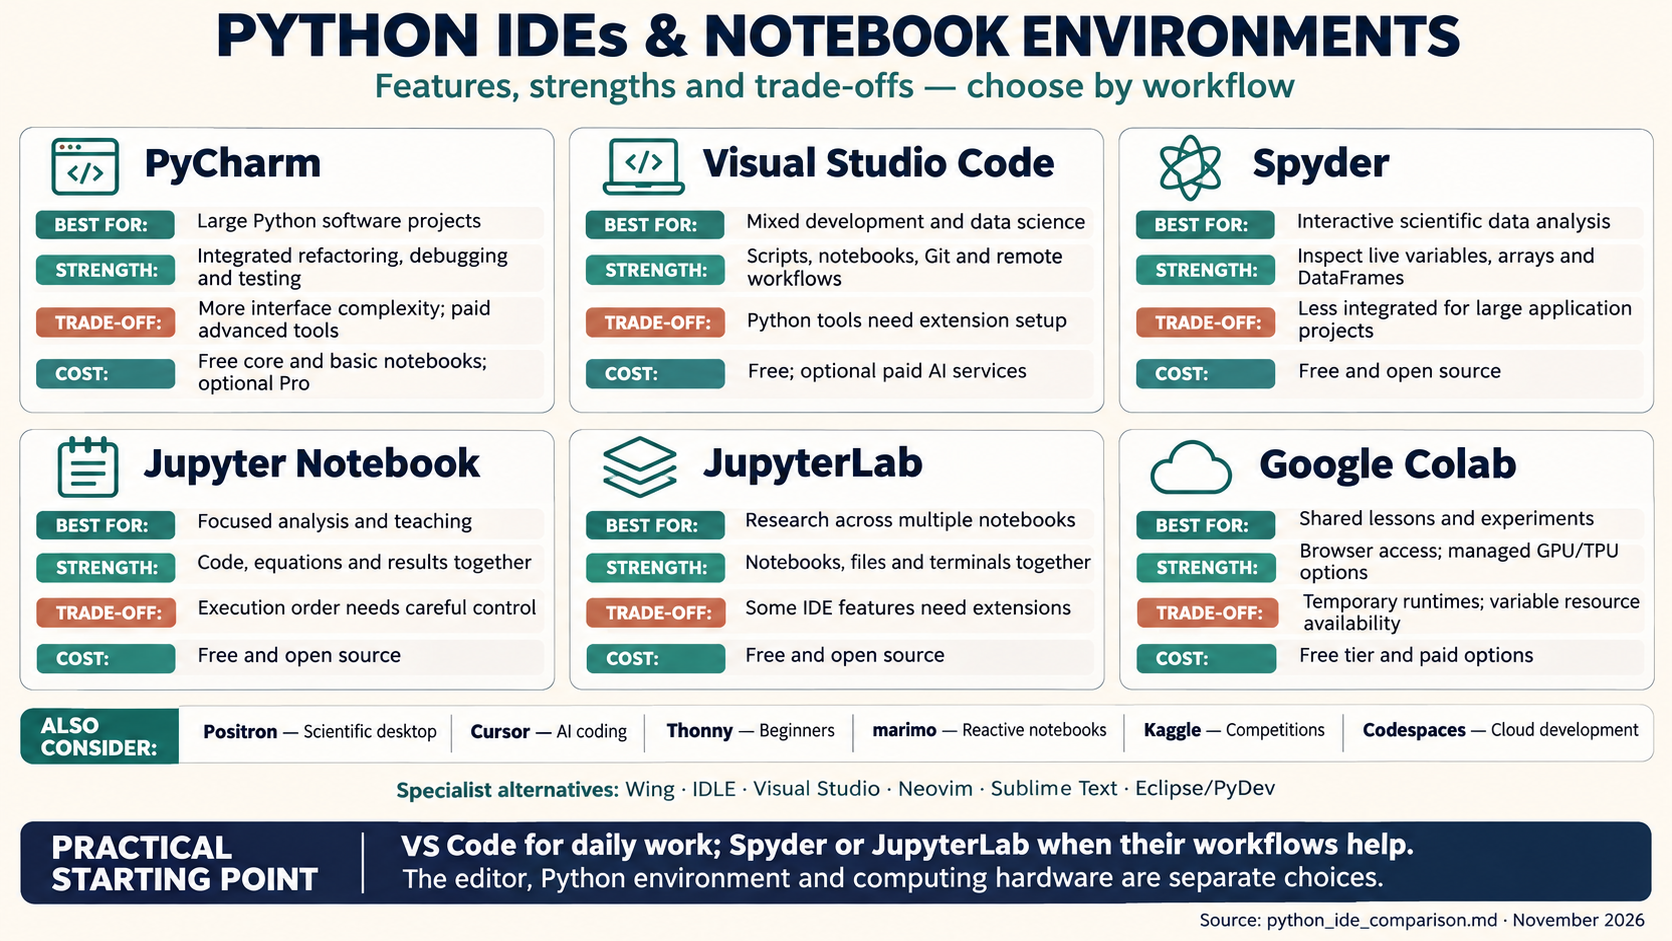 PYTHON IDEs & NOTEBOOK ENVIRONMENTS
Features, strengths and trade-offs — choose by workflow
PyCharm
BEST FOR: Large Python software projects
STRENGTH: Integrated refactoring, debugging
and testing
TRADE-OFF: More interface complexity; paid
advanced tools
COST: Free core and basic notebooks;
optional Pro
Visual Studio Code
BEST FOR: Mixed development and data science
STRENGTH: Scripts, notebooks, Git and remote
workflows
TRADE-OFF: Python tools need extension setup
COST: Free; optional paid AI services
Spyder
BEST FOR: Interactive scientific data analysis
STRENGTH: Inspect live variables, arrays and
DataFrames
TRADE-OFF: Less integrated for large application
projects
COST: Free and open source
Jupyter Notebook
BEST FOR: Focused analysis and teaching
STRENGTH: Code, equations and results together
TRADE-OFF: Execution order needs careful control
COST: Free and open source
JupyterLab
BEST FOR: Research across multiple notebooks
STRENGTH: Notebooks, files and terminals together
TRADE-OFF: Some IDE features need extensions
COST: Free and open source
Google Colab
BEST FOR: Shared lessons and experiments
STRENGTH: Browser access; managed GPU/TPU
options
TRADE-OFF: Temporary runtimes; variable resource
availability
COST: Free tier and paid options
ALSO
CONSIDER:
Positron — Scientific desktop
Cursor — AI coding
Thonny — Beginners
marimo — Reactive notebooks
Kaggle — Competitions
Codespaces — Cloud development
Specialist alternatives: Wing · IDLE · Visual Studio · Neovim · Sublime Text · Eclipse/PyDev
PRACTICAL
STARTING POINT
VS Code for daily work; Spyder or JupyterLab when their workflows help.
The editor, Python environment and computing hardware are separate choices.
Source: python_ide_comparison.md · November 2026